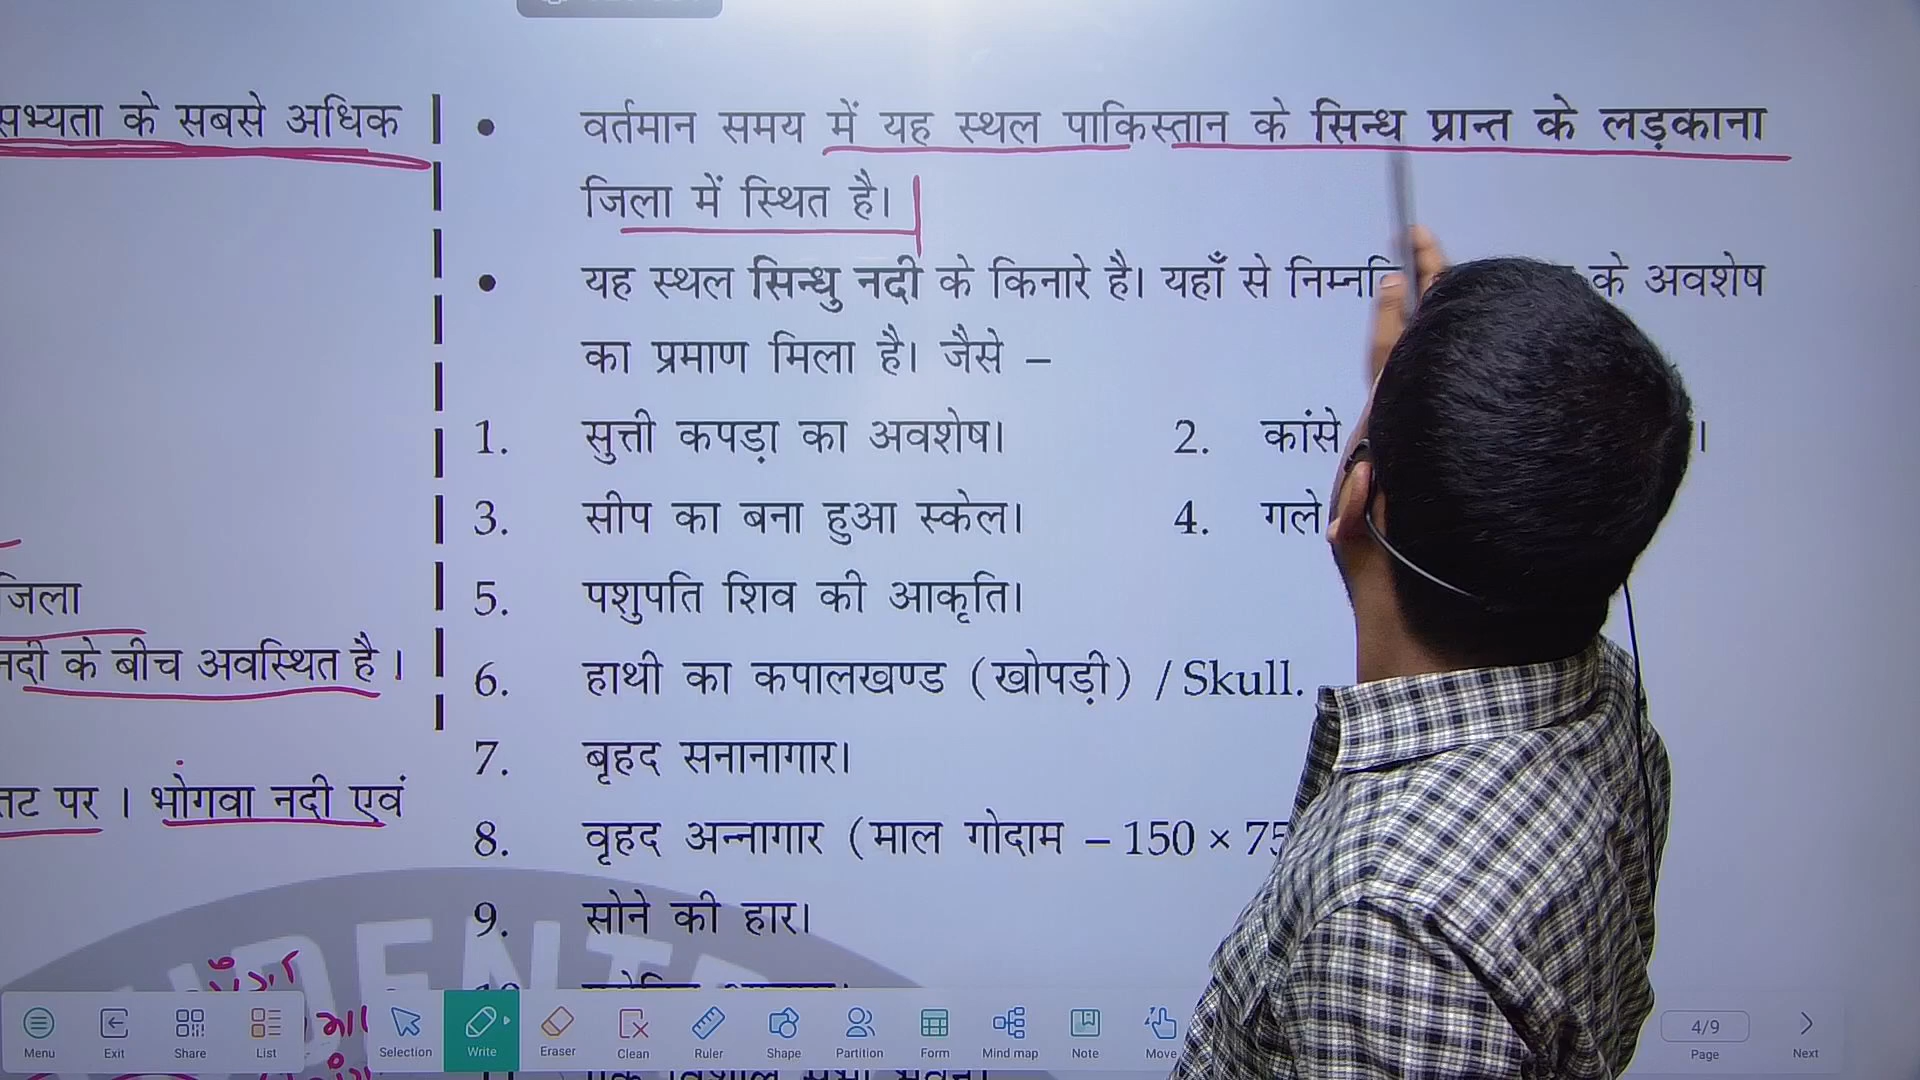 सभ्यता के सबसे अधिक
जिला
नदी के बीच अवस्थित है ।
तट पर । भोगवा नदी एवं
• वर्तमान समय में यह स्थल पाकिस्तान के सिन्ध प्रान्त के लड़काना
जिला में स्थित है।
• यह स्थल सिन्धु नदी के किनारे है। यहाँ से के अवशेष
का प्रमाण मिला है। जैसे –
1. सुत्ती कपड़ा का अवशेष। 2. कांसे ।
3. सीप का बना हुआ स्केल। 4. गले
5. पशुपति शिव की आकृति।
6. हाथी का कपालखण्ड (खोपड़ी) / Skull.
7. बृहद सनानागार।
8. वृहद अन्नागार (माल गोदाम – 150 × 75
9. सोने की हार।
Menu Exit Share List Selection Write Eraser Clean Ruler Shape Partition Form Mind map Note Move 4/9 Page Next